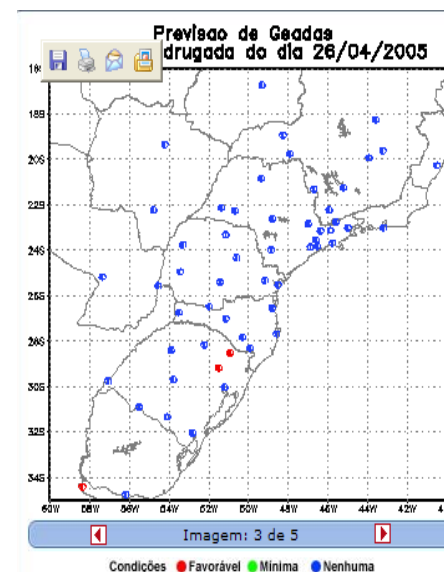 Previsao de Geadas
drugada do dia 26/04/2005
18S
20S
22S
24S
26S
28S
30S
32S
34S
60W 58W 56W 54W 52W 50W 48W 46W 44W 42W
Imagem: 3 de 5
Condições Favorável Mínima Nenhuma